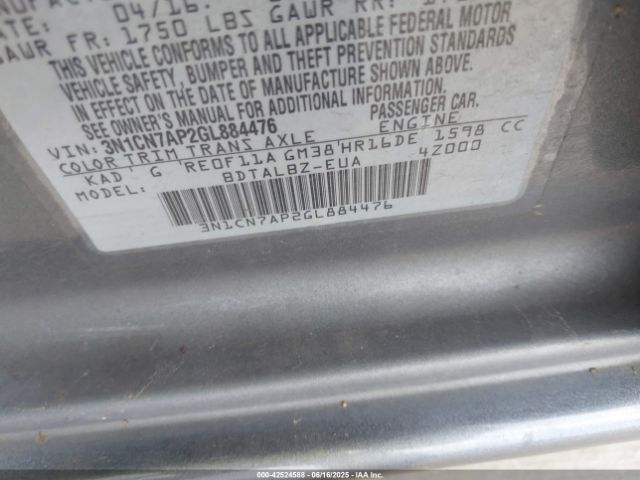 04/16
GAUR FR: 1750 LBS GAUR RR:
THIS VEHICLE CONFORMS TO ALL APPLICABLE FEDERAL MOTOR
VEHICLE SAFETY, BUMPER AND THEFT PREVENTION STANDARDS
IN EFFECT ON THE DATE OF MANUFACTURE SHOWN ABOVE.
SEE OWNER'S MANUAL FOR ADDITIONAL INFORMATION.
VIN: 3N1CN7AP2GL884476 PASSENGER CAR.
COLOR TRIM TRANS AXLE ENGINE
KAD G RE0F11A GM38 HR16DE 1598 CC
MODEL: BDTALBZ-EUA 4Z000
3N1CN7AP2GL884476
000-42524588 06/16/2025 IAA, Inc.